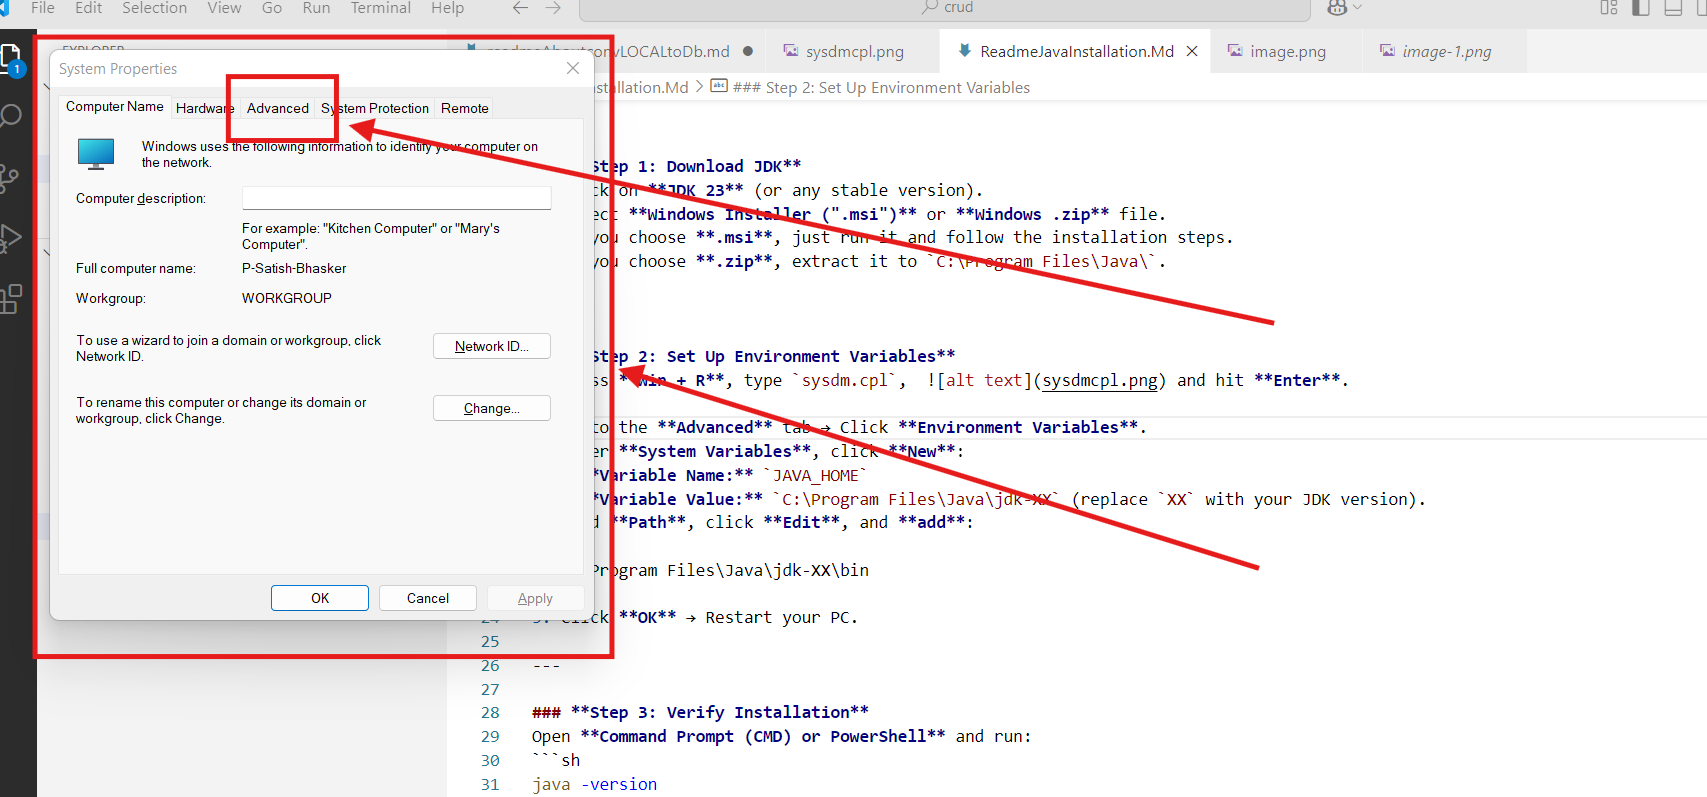 File Edit Selection View Go Run Terminal Help
crud
1
EXPLORER
LOCALtoDb.md
sysdmcpl.png
ReadmeJavaInstallation.Md
image.png
image-1.png
stallation.Md > ### Step 2: Set Up Environment Variables
System Properties
Computer Name Hardware Advanced System Protection Remote
Windows uses the following information to identify your computer on
the network.
Computer description:
For example: "Kitchen Computer" or "Mary's
Computer".
Full computer name: P-Satish-Bhasker
Workgroup: WORKGROUP
To use a wizard to join a domain or workgroup, click
Network ID.
Network ID...
To rename this computer or change its domain or
workgroup, click Change.
Change...
OK Cancel Apply
Step 1: Download JDK**
ck on **JDK 23** (or any stable version).
ect **Windows Installer (".msi")** or **Windows .zip** file.
you choose **.msi**, just run it and follow the installation steps.
you choose **.zip**, extract it to `C:\Program Files\Java\`.
Step 2: Set Up Environment Variables**
ss **Win + R**, type `sysdm.cpl`, ![alt text](sysdmcpl.png) and hit **Enter**.
to the **Advanced** tab → Click **Environment Variables**.
er **System Variables**, click **New**:
*Variable Name:** `JAVA_HOME`
*Variable Value:** `C:\Program Files\Java\jdk-XX` (replace `XX` with your JDK version).
d **Path**, click **Edit**, and **add**:
Program Files\Java\jdk-XX\bin
24 5. Click **OK** → Restart your PC.
25
26 ---
27
28 ### **Step 3: Verify Installation**
29 Open **Command Prompt (CMD) or PowerShell** and run:
30 ```sh
31 java -version